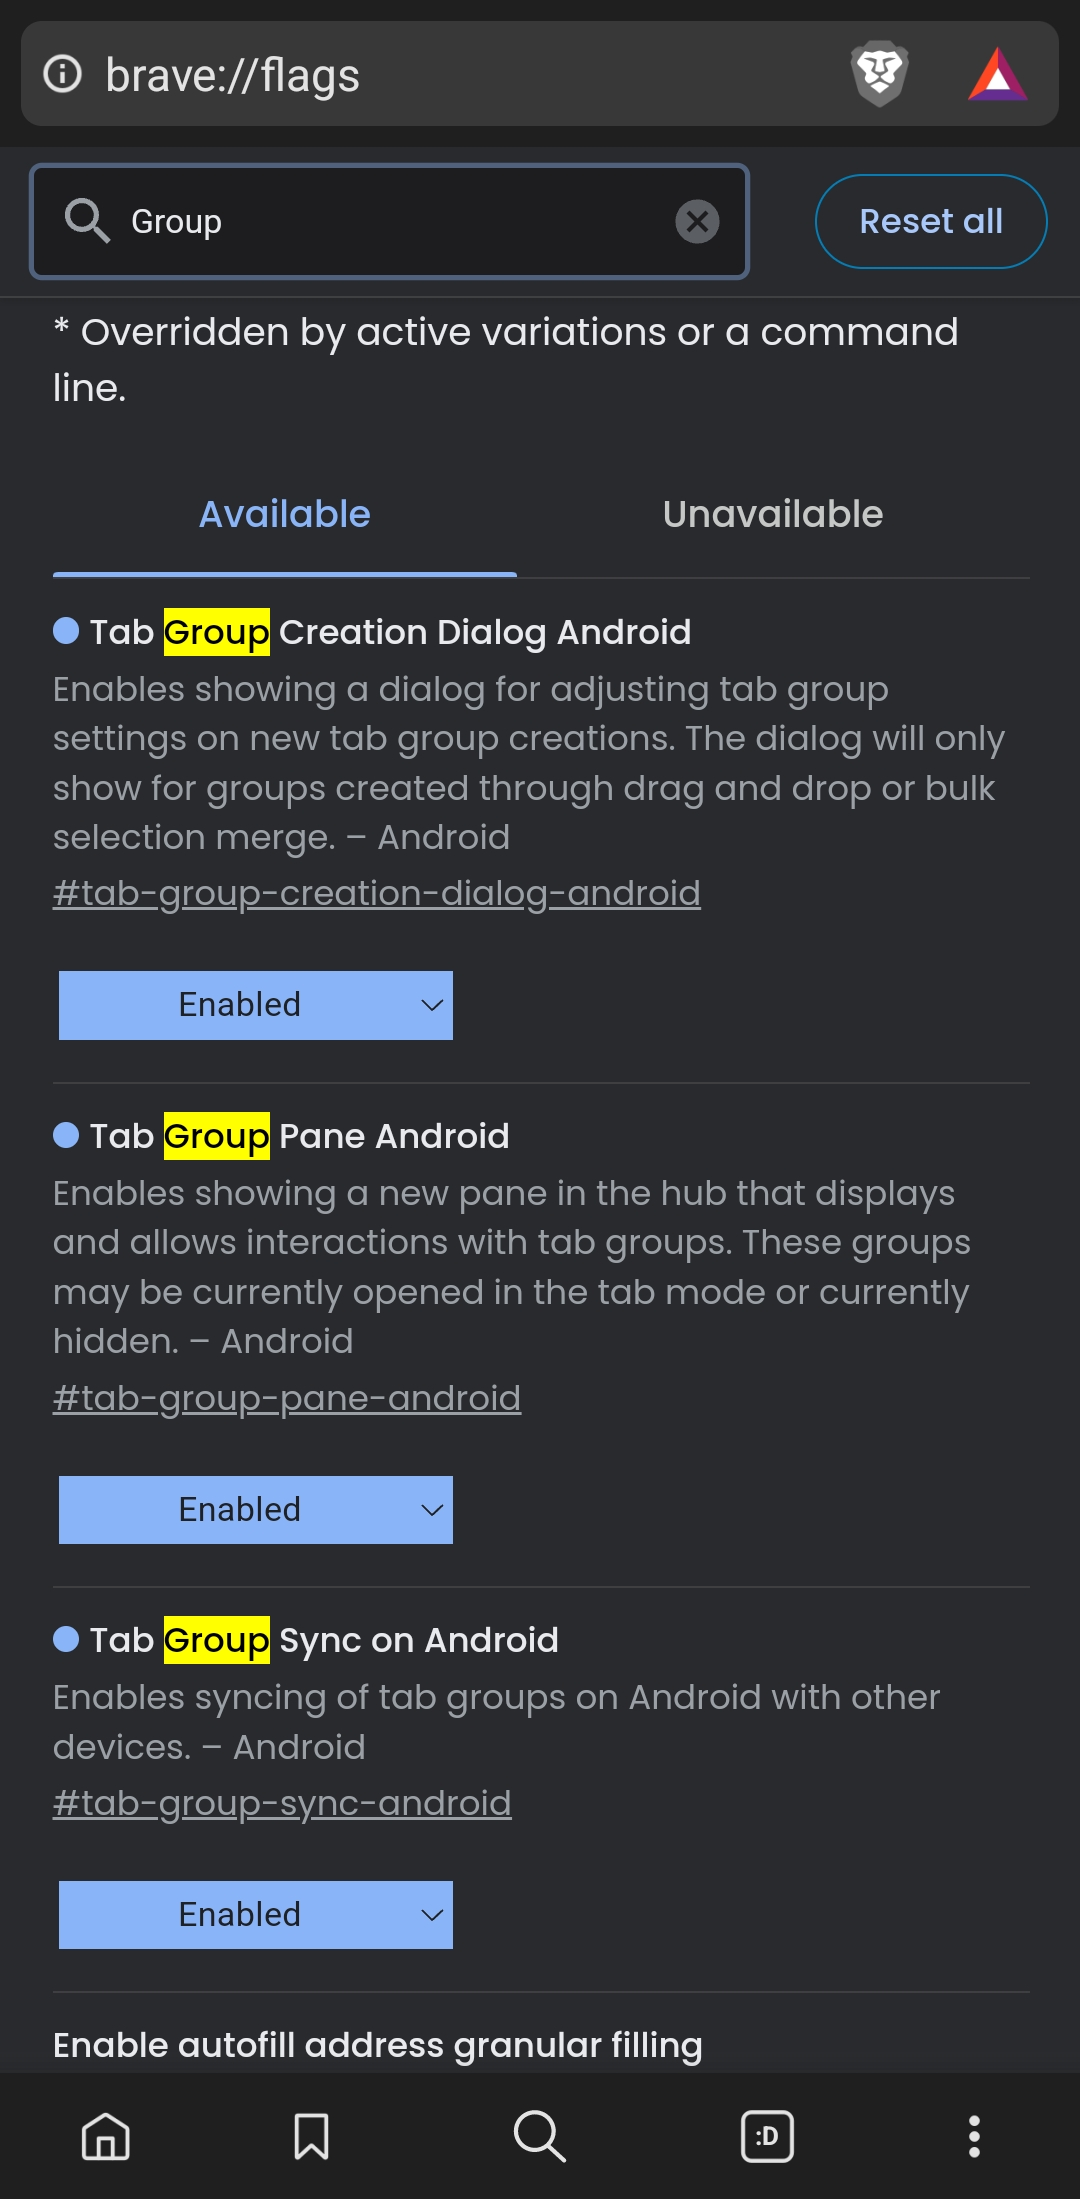 brave://flags
Group
Reset all
* Overridden by active variations or a command
line.
Available
Unavailable
Tab Group Creation Dialog Android
Enables showing a dialog for adjusting tab group
settings on new tab group creations. The dialog will only
show for groups created through drag and drop or bulk
selection merge. – Android
#tab-group-creation-dialog-android
Enabled
Tab Group Pane Android
Enables showing a new pane in the hub that displays
and allows interactions with tab groups. These groups
may be currently opened in the tab mode or currently
hidden. – Android
#tab-group-pane-android
Enabled
Tab Group Sync on Android
Enables syncing of tab groups on Android with other
devices. – Android
#tab-group-sync-android
Enabled
Enable autofill address granular filling
:D